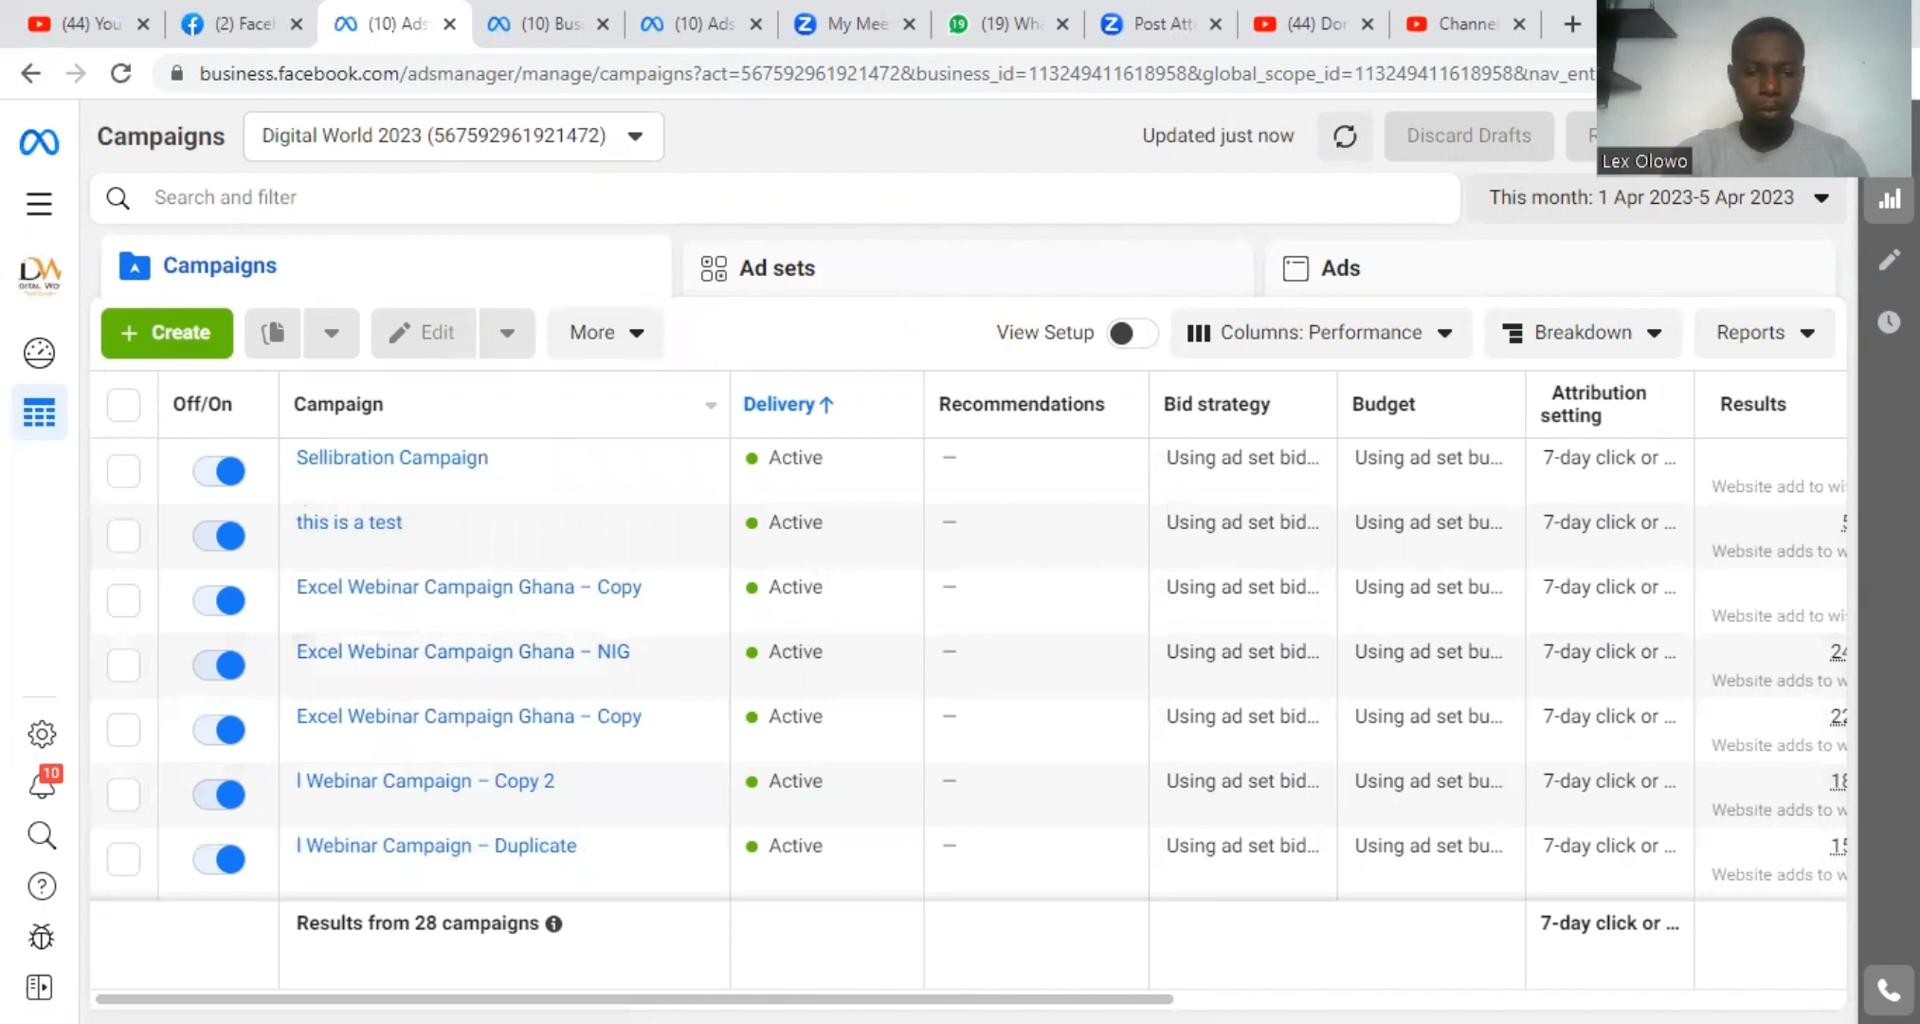 (44) You
(2) Face
(10) Ads
(10) Bus
(10) Ads
My Mee
19
(19) Wha
Post Att
(44) Dor
Channel
business.facebook.com/adsmanager/manage/campaigns?act=567592961921472&business_id=113249411618958&global_scope_id=113249411618958&nav_ent
Lex Olowo
Campaigns
Digital World 2023 (567592961921472)
Updated just now
Discard Drafts
R
Search and filter
This month: 1 Apr 2023-5 Apr 2023
Campaigns
Ad sets
Ads
+ Create
Edit
More
View Setup
Columns: Performance
Breakdown
Reports
Off/On
Campaign
Delivery ↑
Recommendations
Bid strategy
Budget
Attribution
setting
Results
Sellibration Campaign
Active
—
Using ad set bid...
Using ad set bu...
7-day click or ...
Website add to wi
this is a test
Active
—
Using ad set bid...
Using ad set bu...
7-day click or ...
Website adds to w
Excel Webinar Campaign Ghana – Copy
Active
—
Using ad set bid...
Using ad set bu...
7-day click or ...
Website add to wi
Excel Webinar Campaign Ghana – NIG
Active
—
Using ad set bid...
Using ad set bu...
7-day click or ...
24
Website adds to w
Excel Webinar Campaign Ghana – Copy
Active
—
Using ad set bid...
Using ad set bu...
7-day click or ...
22
Website adds to w
l Webinar Campaign – Copy 2
Active
—
Using ad set bid...
Using ad set bu...
7-day click or ...
18
Website adds to w
l Webinar Campaign – Duplicate
Active
—
Using ad set bid...
Using ad set bu...
7-day click or ...
15
Website adds to w
Results from 28 campaigns
7-day click or ...
10